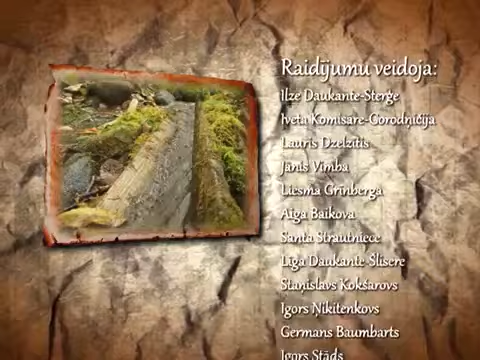 Raidījumu veidoja:
Ilze Daukante-Sterģe
Iveta Komisare-Gorodņičija
Lauris Dzelzītis
Jānis Vimba
Liesma Grīnberga
Aiga Baikova
Santa Strautniece
Līga Daukante-Šlisere
Staņislavs Kokšarovs
Igors Ņikitenkovs
Germans Baumbarts
Igors Stāds